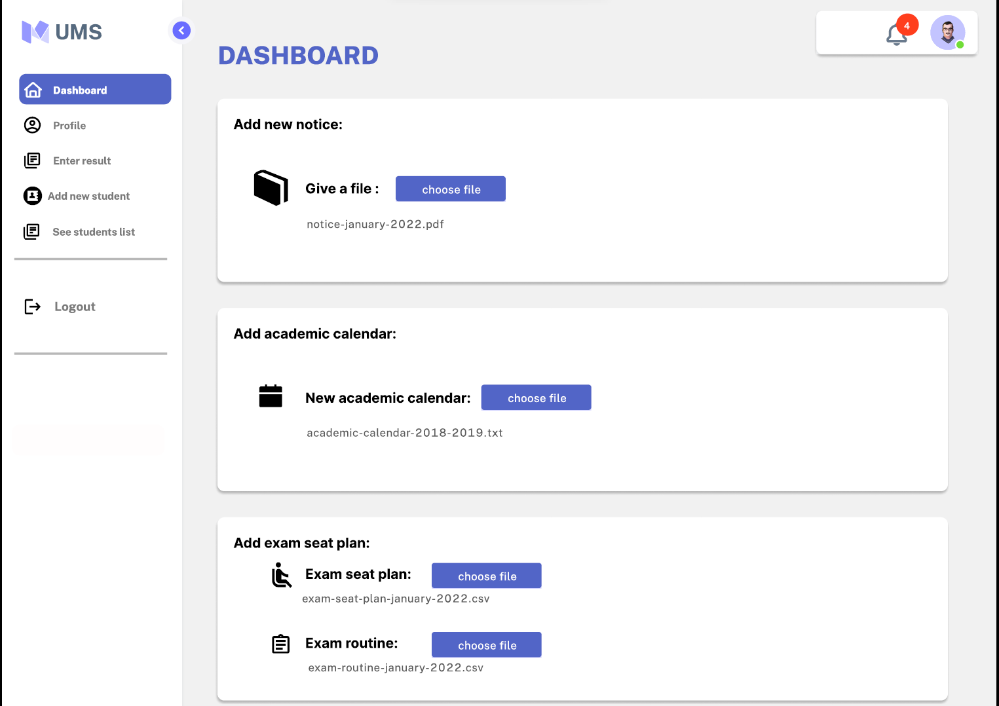 UMS
4
DASHBOARD
Dashboard
Profile
Enter result
Add new student
See students list
Logout
Add new notice:
Give a file :
choose file
notice-january-2022.pdf
Add academic calendar:
New academic calendar:
choose file
academic-calendar-2018-2019.txt
Add exam seat plan:
Exam seat plan:
choose file
exam-seat-plan-january-2022.csv
Exam routine:
choose file
exam-routine-january-2022.csv